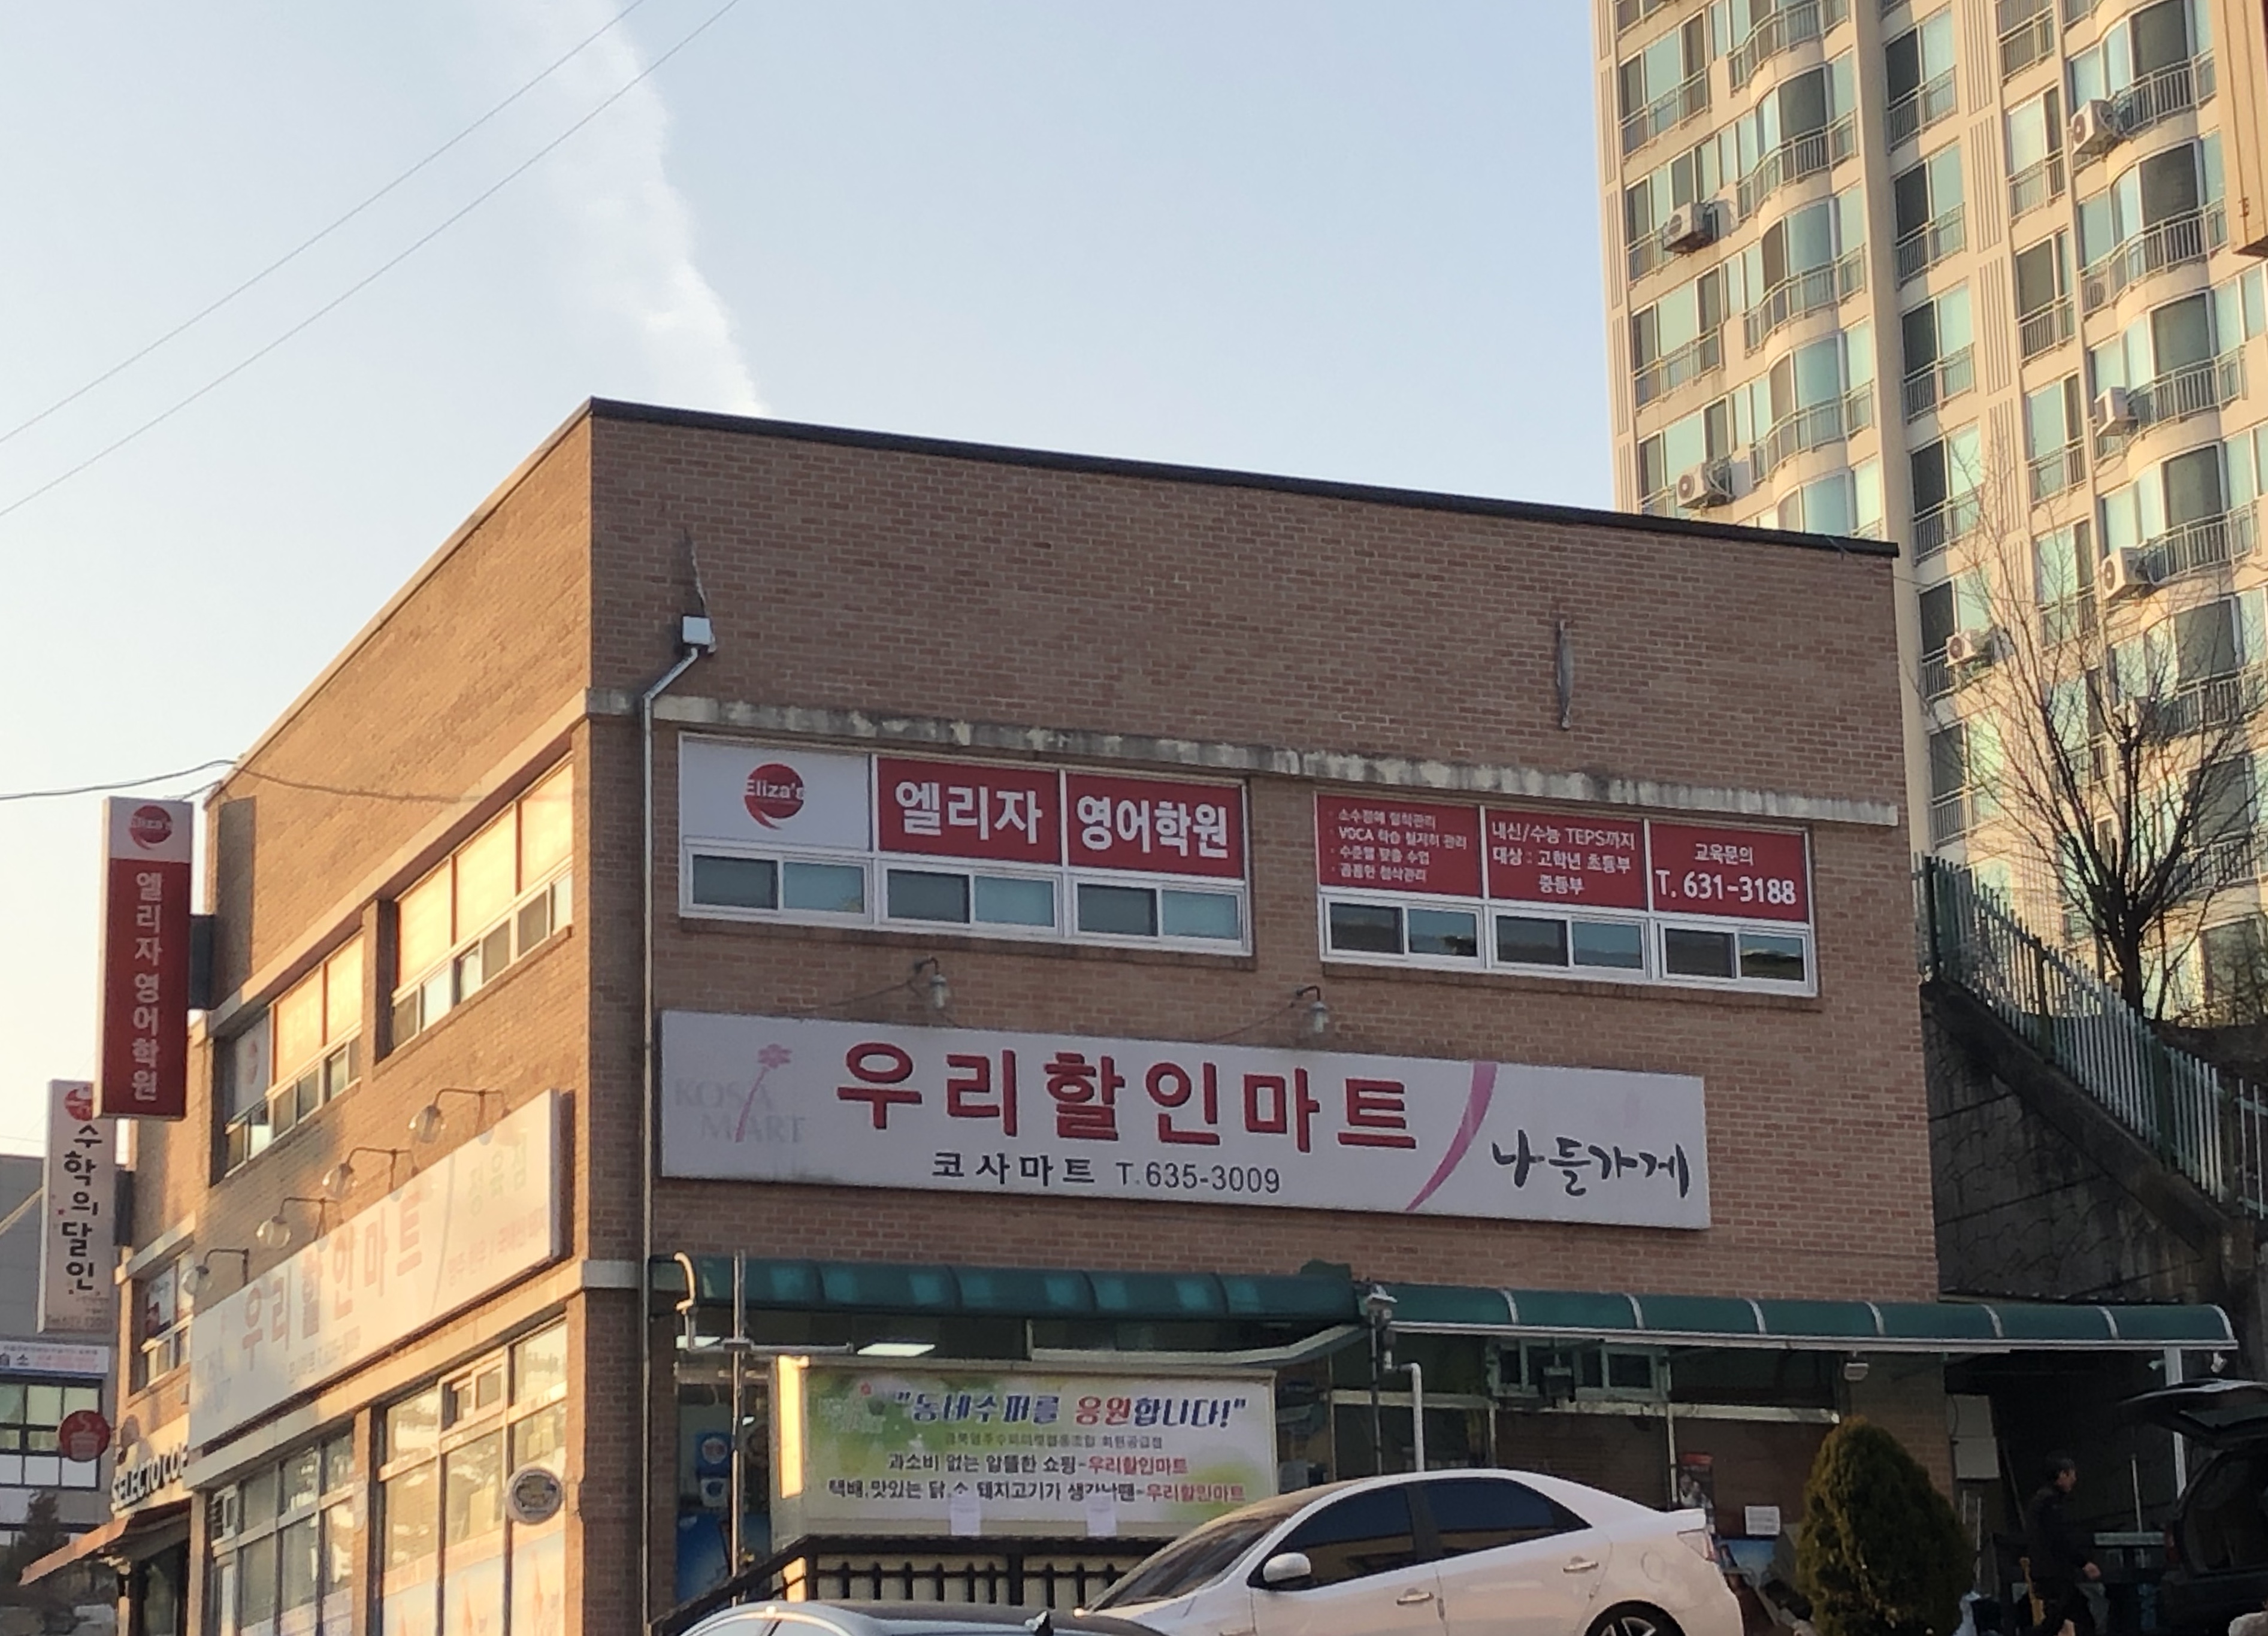 Eliza's
엘리자 영어학원
· 소수정예 밀착관리
· VOCA 학습 철저히 관리
· 수준별 맞춤 수업
· 꼼꼼한 첨삭관리
내신/수능 TEPS까지
대상 : 고학년 초등부
중등부
교육문의
T. 631-3188
Eliza's
엘리자영어학원
수학의달인
KOSA
MART
우리할인마트
코사마트 T.635-3009
나들가게
우리할인마트
정육점
SELECTO COF
"동네수퍼를 응원합니다!"
과소비 없는 알뜰한 쇼핑-우리할인마트
택배.맛있는 닭,소 돼지고기가 생각날땐-우리할인마트